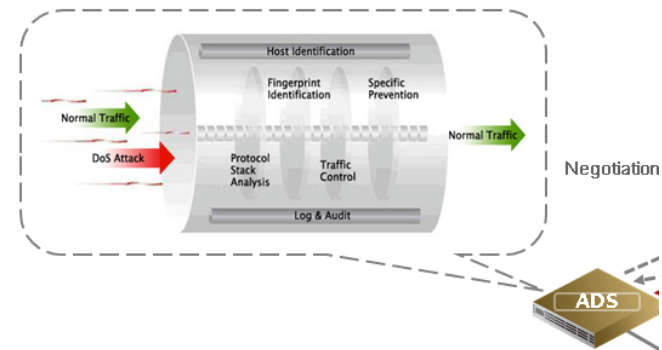 Host Identification
Fingerprint
Identification
Specific
Prevention
Normal Traffic
DoS Attack
Normal Traffic
Protocol
Stack
Analysis
Traffic
Control
Log & Audit
Negotiation
ADS